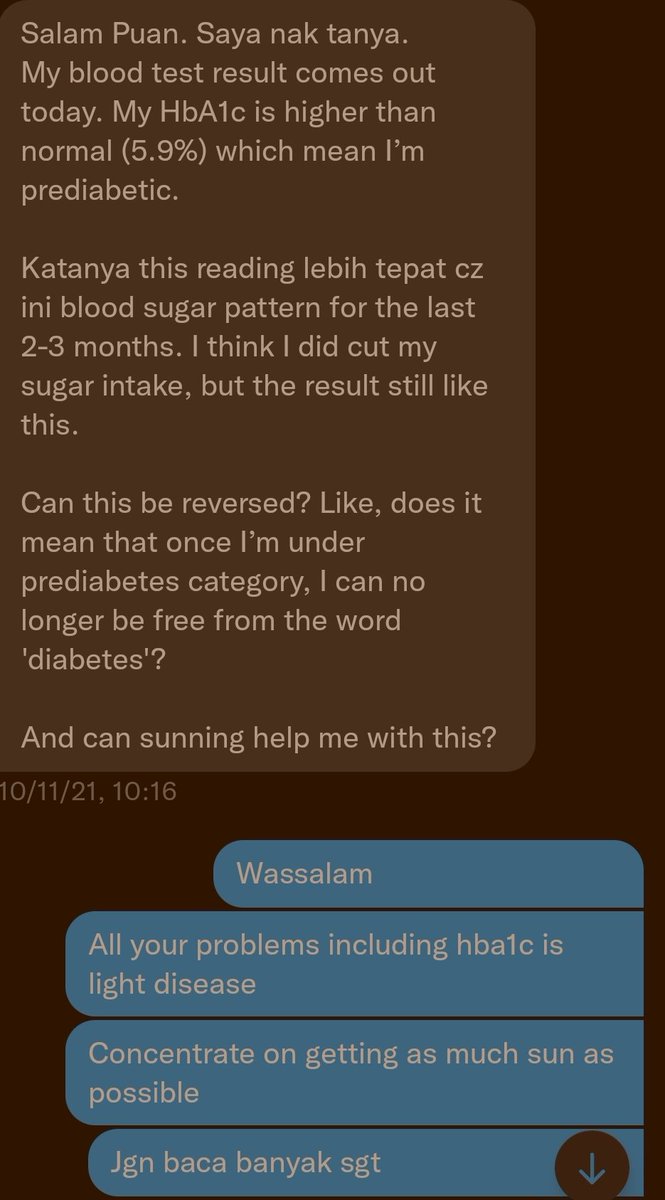 Salam Puan. Saya nak tanya.
My blood test result comes out
today. My HbA1c is higher than
normal (5.9%) which mean I’m
prediabetic.
Katanya this reading lebih tepat cz
ini blood sugar pattern for the last
2-3 months. I think I did cut my
sugar intake, but the result still like
this.
Can this be reversed? Like, does it
mean that once I’m under
prediabetes category, I can no
longer be free from the word
'diabetes'?
And can sunning help me with this?
10/11/21, 10:16
Wassalam
All your problems including hba1c is
light disease
Concentrate on getting as much sun as
possible
Jgn baca banyak sgt